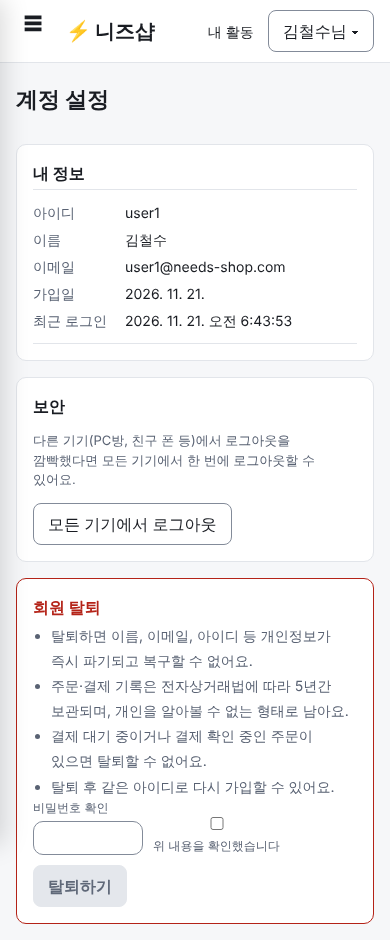 ☰ ⚡ 니즈샵 내 활동 김철수님
계정 설정
내 정보
아이디 user1
이름 김철수
이메일 user1@needs-shop.com
가입일 2026. 11. 21.
최근 로그인 2026. 11. 21. 오전 6:43:53
보안
다른 기기(PC방, 친구 폰 등)에서 로그아웃을
깜빡했다면 모든 기기에서 한 번에 로그아웃할 수
있어요.
모든 기기에서 로그아웃
회원 탈퇴
• 탈퇴하면 이름, 이메일, 아이디 등 개인정보가
즉시 파기되고 복구할 수 없어요.
• 주문·결제 기록은 전자상거래법에 따라 5년간
보관되며, 개인을 알아볼 수 없는 형태로 남아요.
• 결제 대기 중이거나 결제 확인 중인 주문이
있으면 탈퇴할 수 없어요.
• 탈퇴 후 같은 아이디로 다시 가입할 수 있어요.
비밀번호 확인
위 내용을 확인했습니다
탈퇴하기